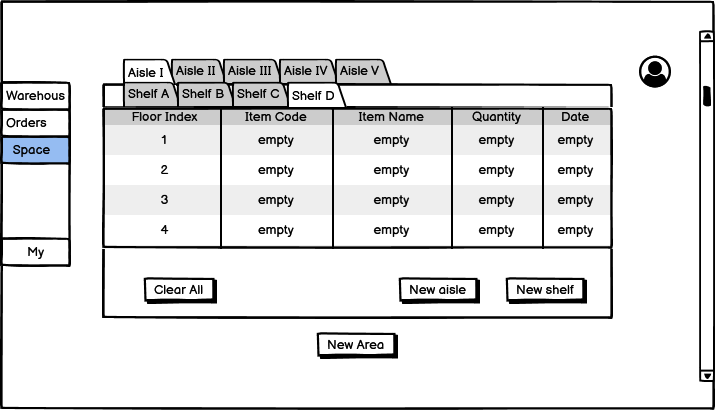 Aisle I Aisle II Aisle III Aisle IV Aisle V
Shelf A Shelf B Shelf C Shelf D
Warehous
Orders
Space
My
Floor Index Item Code Item Name Quantity Date
1 empty empty empty empty
2 empty empty empty empty
3 empty empty empty empty
4 empty empty empty empty
Clear All New aisle New shelf
New Area